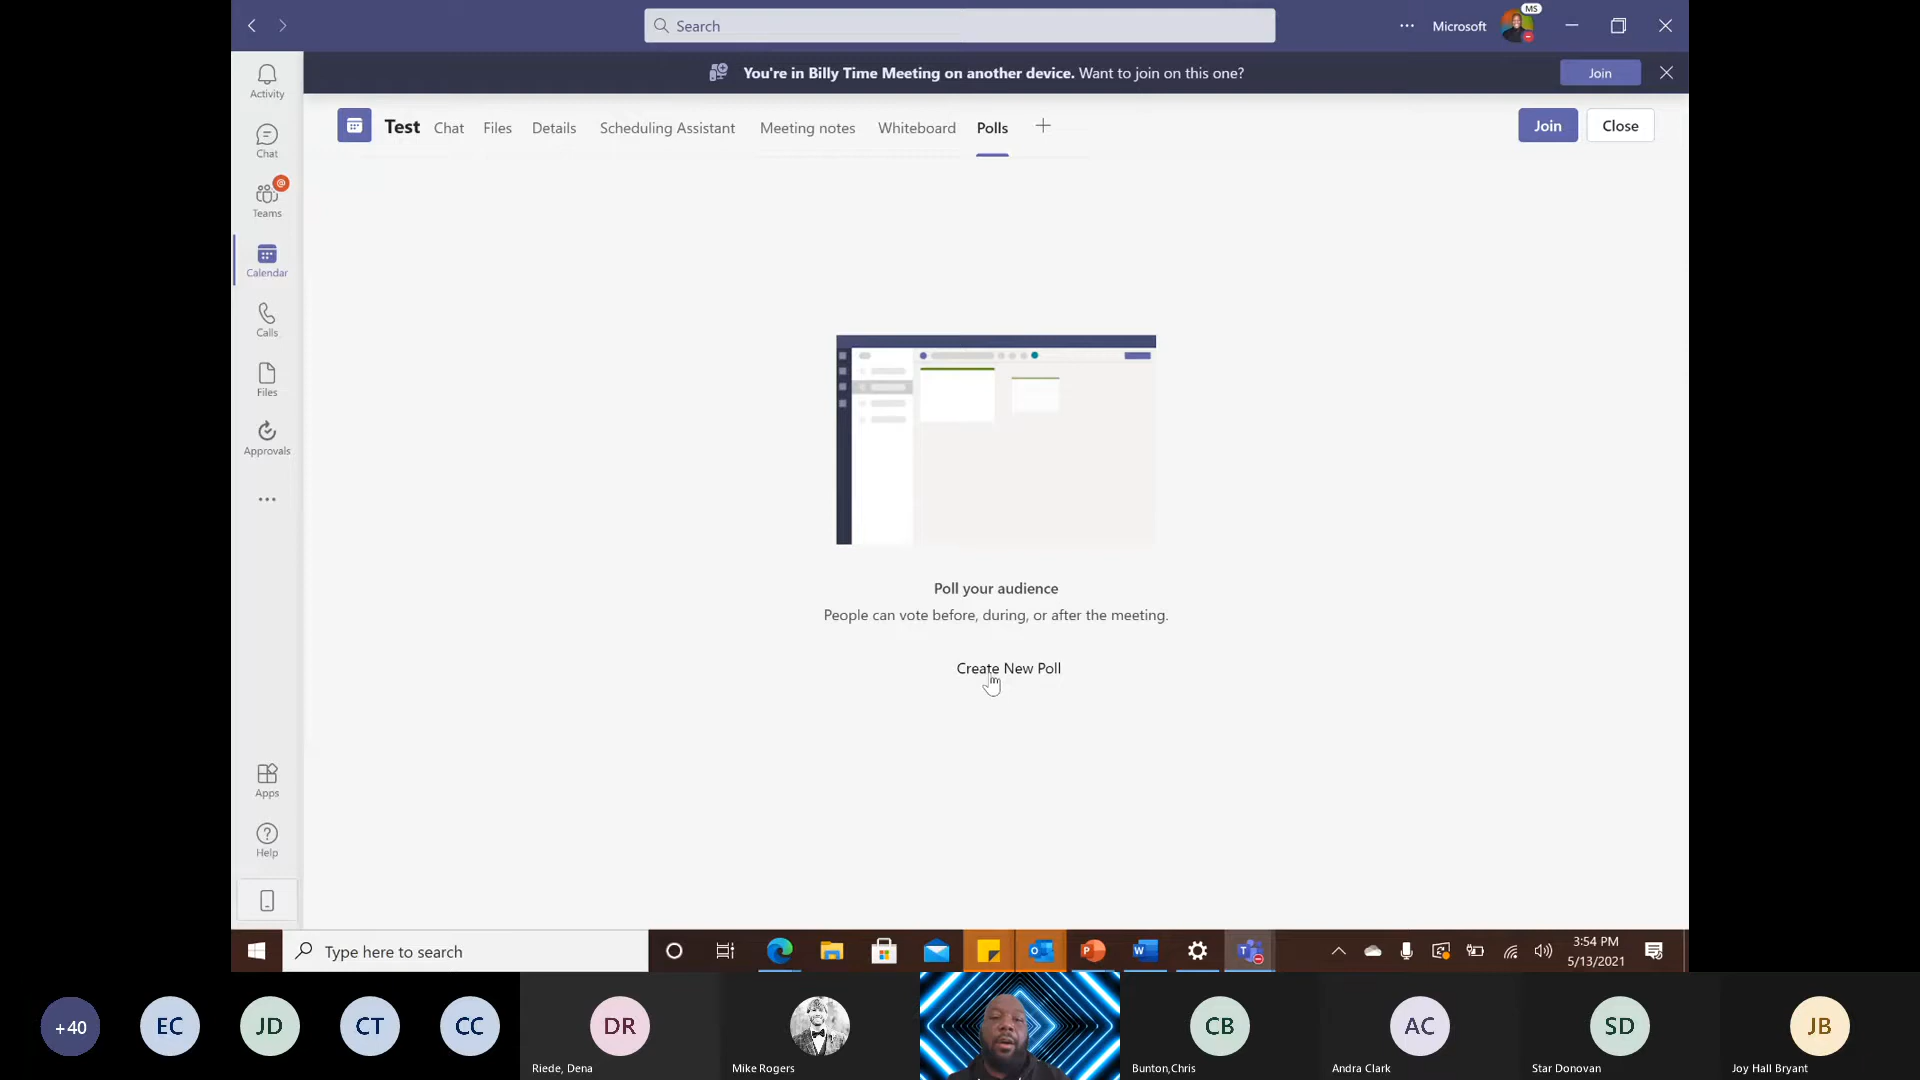 Search
Microsoft
MS
You're in Billy Time Meeting on another device. Want to join on this one?
Join
Activity
Chat
Teams
Calendar
Calls
Files
Approvals
Apps
Help
Test
Chat
Files
Details
Scheduling Assistant
Meeting notes
Whiteboard
Polls
Join
Close
Poll your audience
People can vote before, during, or after the meeting.
Create New Poll
Type here to search
3:54 PM
5/13/2021
+40
EC
JD
CT
CC
DR
Riede, Dena
Mike Rogers
CB
Bunton,Chris
AC
Andra Clark
SD
Star Donovan
JB
Joy Hall Bryant